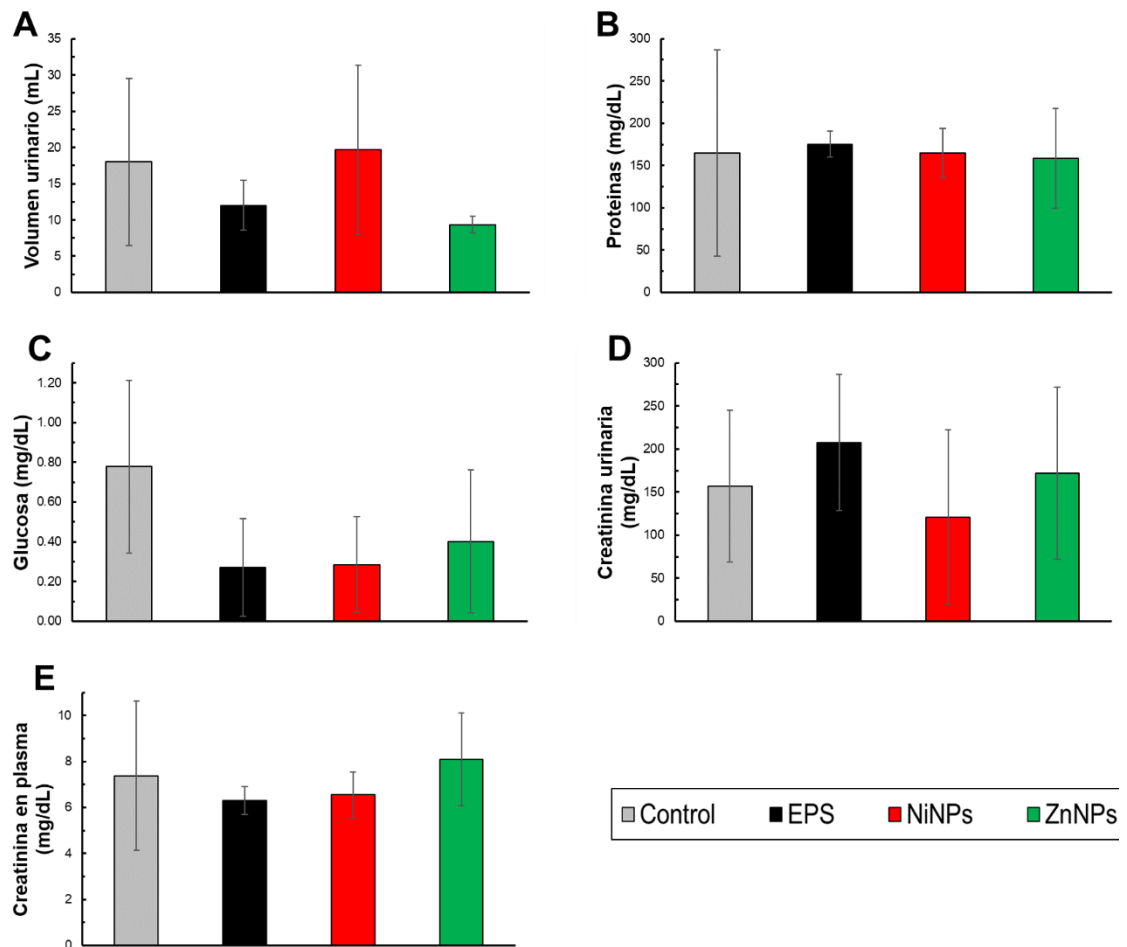 A
Volumen urinario (mL)
35
30
25
20
15
10
5
0
B
Proteinas (mg/dL)
300
250
200
150
100
50
0
C
Glucosa (mg/dL)
1.20
1.00
0.80
0.60
0.40
0.20
0.00
D
Creatinina urinaria
(mg/dL)
300
250
200
150
100
50
0
E
Creatinina en plasma
(mg/dL)
10
8
6
4
2
0
Control EPS NiNPs ZnNPs